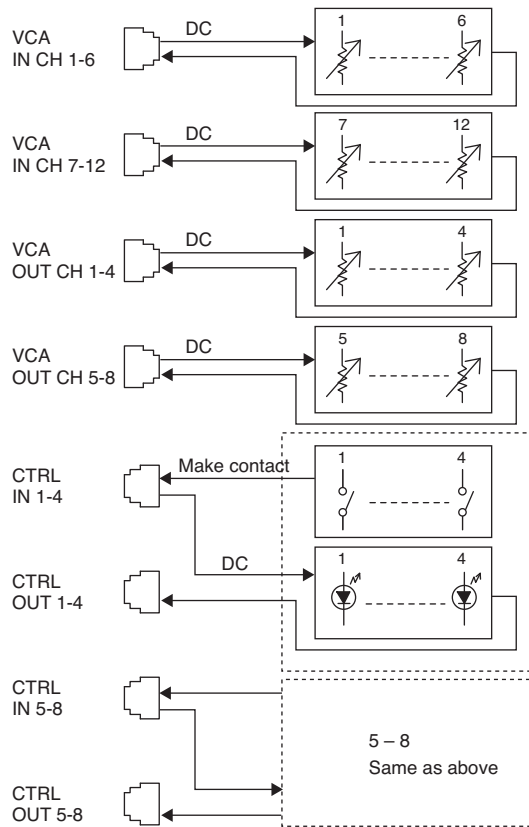 VCA
IN CH 1-6
DC
1 6
VCA
IN CH 7-12
DC
7 12
VCA
OUT CH 1-4
DC
1 4
VCA
OUT CH 5-8
DC
5 8
CTRL
IN 1-4
Make contact
1 4
DC
1 4
CTRL
OUT 1-4
CTRL
IN 5-8
5 – 8
Same as above
CTRL
OUT 5-8